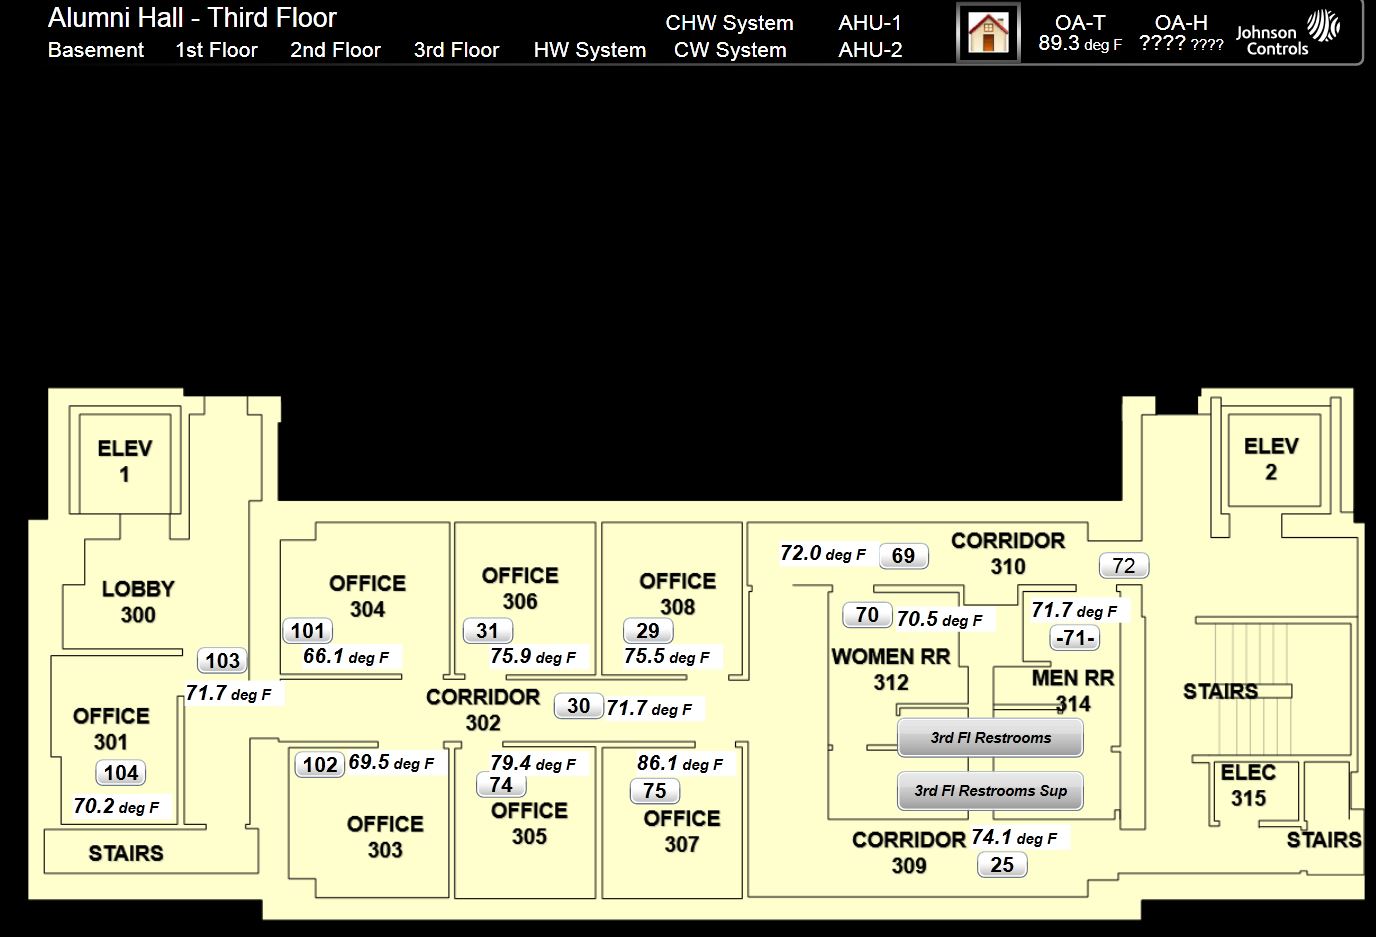 Alumni Hall - Third Floor
CHW System AHU-1 OA-T OA-H
Basement 1st Floor 2nd Floor 3rd Floor HW System CW System AHU-2
89.3 deg F ???? ????
Johnson
Controls
ELEV
1
ELEV
2
LOBBY
300
OFFICE
304
101
66.1 deg F
OFFICE
306
31
75.9 deg F
OFFICE
308
29
75.5 deg F
72.0 deg F 69
CORRIDOR
310
72
70 70.5 deg F
WOMEN RR
312
71.7 deg F
-71-
MEN RR
314
103
71.7 deg F
CORRIDOR
302
30 71.7 deg F
OFFICE
301
104
70.2 deg F
STAIRS
102 69.5 deg F
OFFICE
303
79.4 deg F
74
OFFICE
305
86.1 deg F
75
OFFICE
307
3rd Fl Restrooms
3rd Fl Restrooms Sup
CORRIDOR
309
74.1 deg F
25
STAIRS
ELEC
315
STAIRS